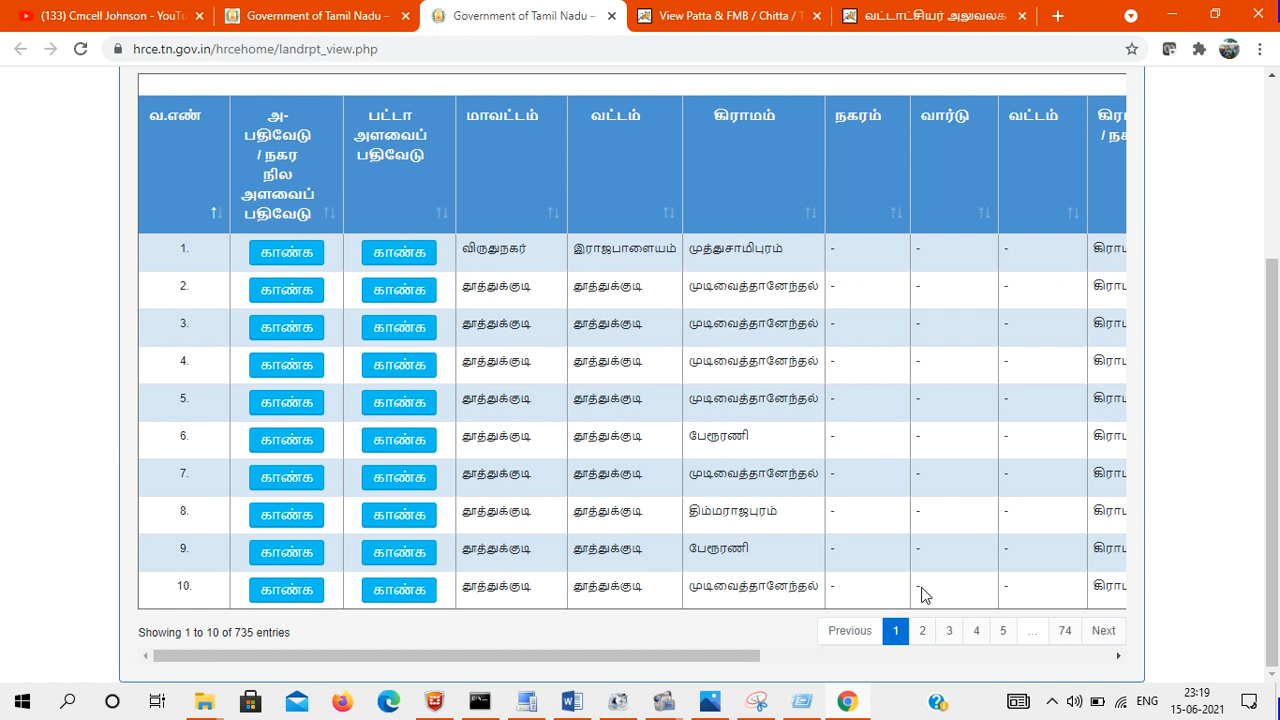 (133) Cmcell Johnson - YouTu
Government of Tamil Nadu –
Government of Tamil Nadu –
View Patta & FMB / Chitta / T
வட்டாட்சியர் அலுவலக
hrce.tn.gov.in/hrcehome/landrpt_view.php
வ.எண்
அ-
பதிவேடு
/ நகர
நில
அளவைப்
பதிவேடு
பட்டா
அளவைப்
பதிவேடு
மாவட்டம்
வட்டம்
கிராமம்
நகரம்
வார்டு
வட்டம்
கிரா
/ நக
1. காண்க காண்க விருதுநகர் இராஜபாளையம் முத்துசாமிபுரம் - - - கிராம
2. காண்க காண்க தூத்துக்குடி தூத்துக்குடி முடிவைத்தானேந்தல் - - - கிராம
3. காண்க காண்க தூத்துக்குடி தூத்துக்குடி முடிவைத்தானேந்தல் - - - கிராம
4. காண்க காண்க தூத்துக்குடி தூத்துக்குடி முடிவைத்தானேந்தல் - - - கிராம
5. காண்க காண்க தூத்துக்குடி தூத்துக்குடி முடிவைத்தானேந்தல் - - - கிராம
6. காண்க காண்க தூத்துக்குடி தூத்துக்குடி பேரூரணி - - - கிராம
7. காண்க காண்க தூத்துக்குடி தூத்துக்குடி முடிவைத்தானேந்தல் - - - கிராம
8. காண்க காண்க தூத்துக்குடி தூத்துக்குடி திம்மராஜபுரம் - - - கிராம
9. காண்க காண்க தூத்துக்குடி தூத்துக்குடி பேரூரணி - - - கிராம
10. காண்க காண்க தூத்துக்குடி தூத்துக்குடி முடிவைத்தானேந்தல் - - - கிராம
Showing 1 to 10 of 735 entries
Previous 1 2 3 4 5 ... 74 Next
ENG
23:19
15-06-2021